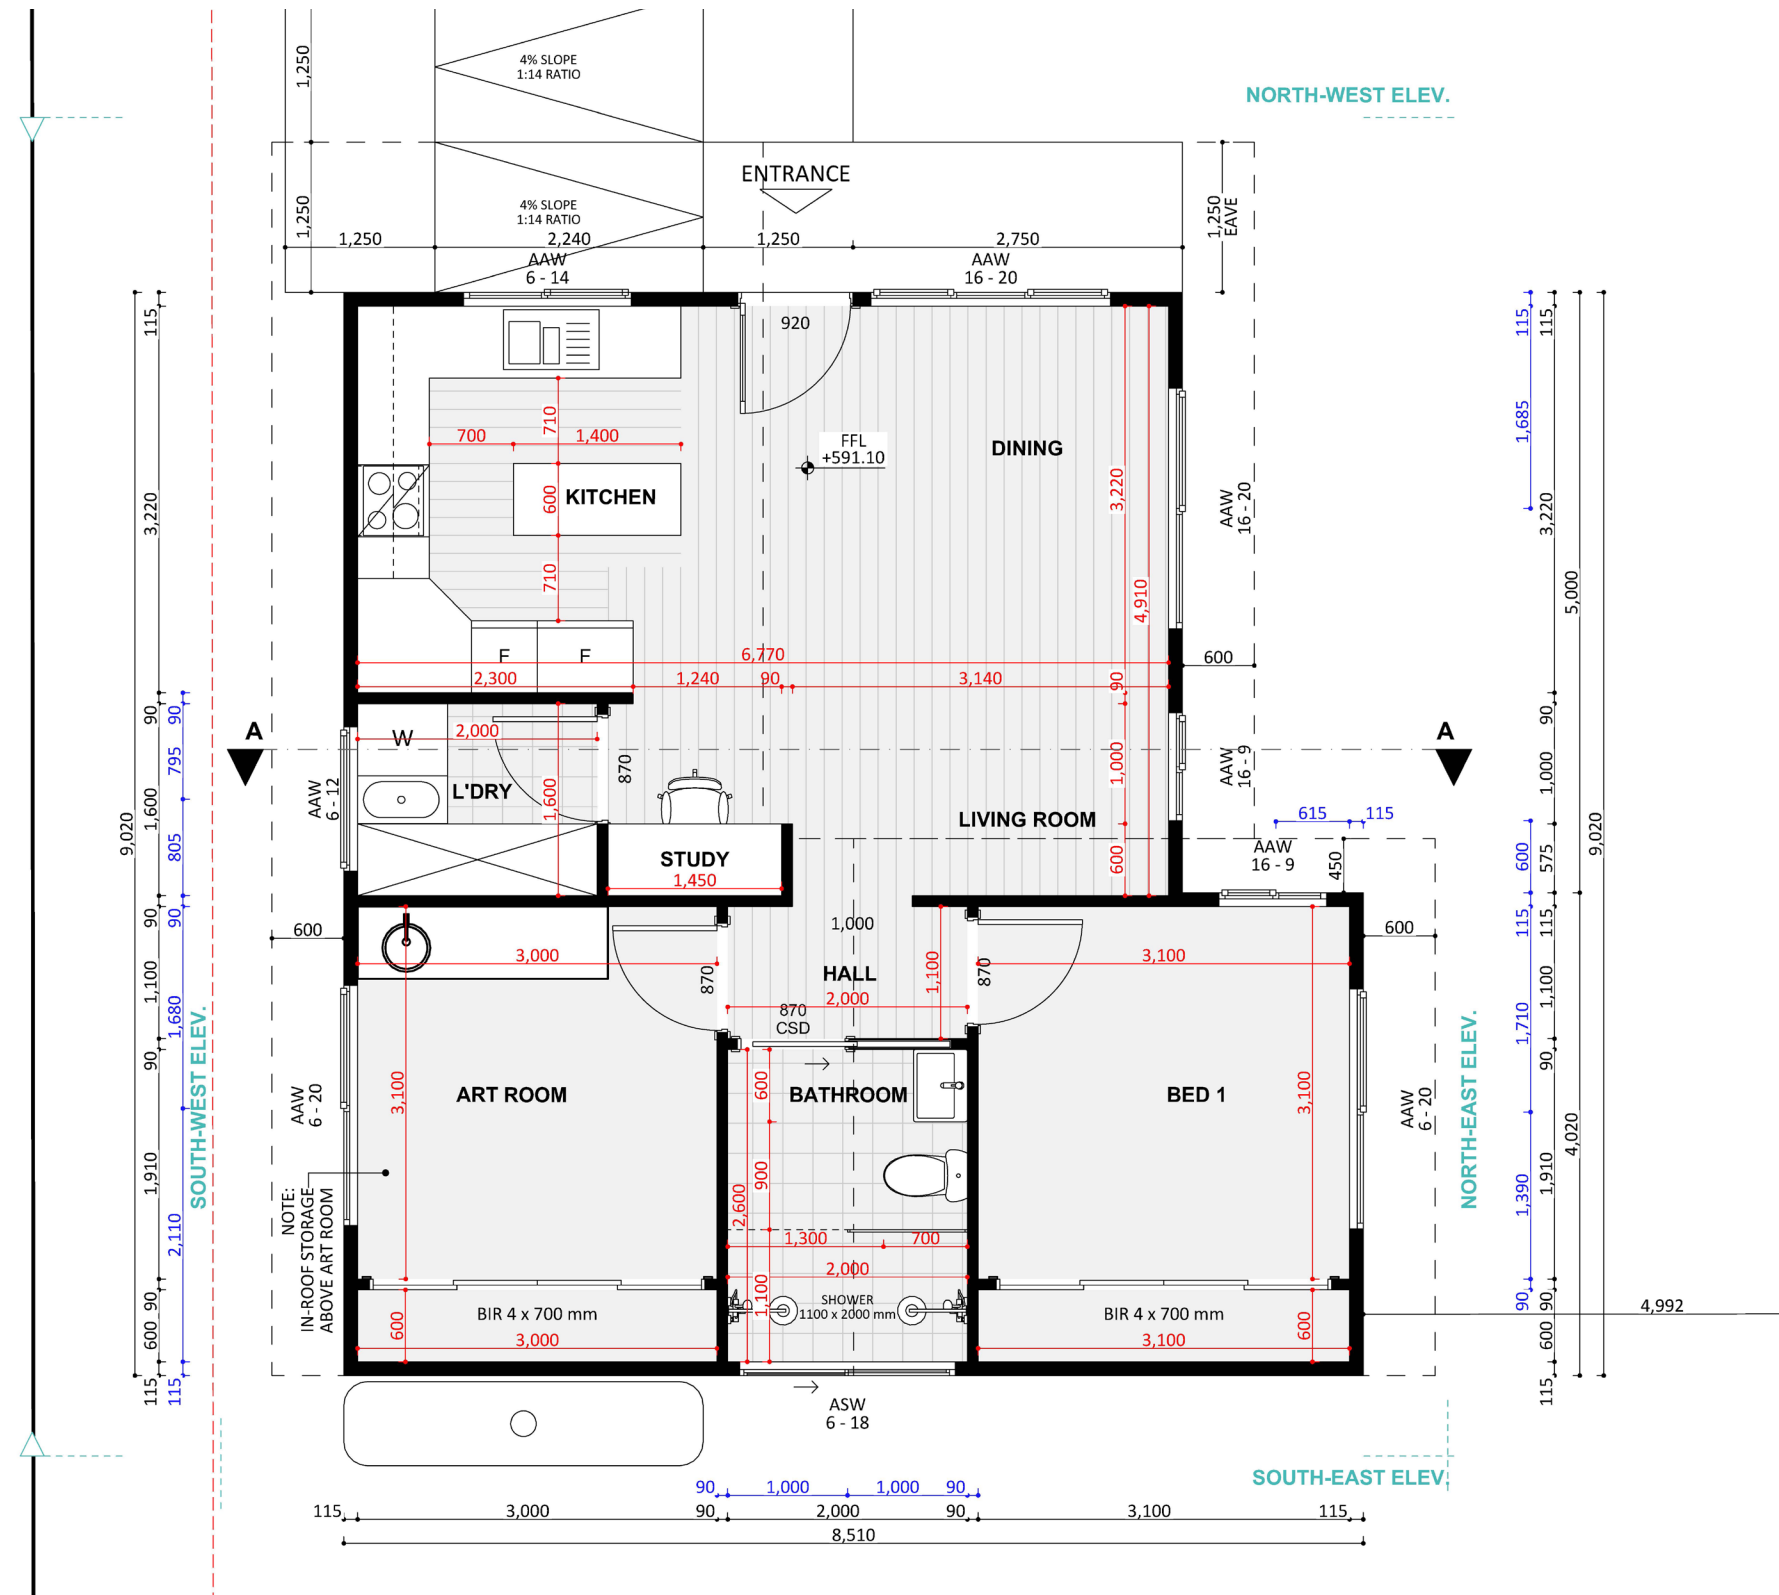 4% SLOPE
1:14 RATIO
1,250
NORTH-WEST ELEV.
ENTRANCE
4% SLOPE
1:14 RATIO
1,250
1,250
EAVE
1,250
2,240
1,250
2,750
AAW
6 - 14
AAW
16 - 20
920
115
115
115
710
700
1,400
FFL
+591.10
DINING
1,685
3,220
600
KITCHEN
3,220
AAW
16 - 20
3,220
710
4,910
5,000
F
F
6,770
600
2,300
1,240
90
3,140
90
90
90
90
A
W
2,000
870
A
795
1,000
AAW
16 - 9
1,000
AAW
6 - 12
L'DRY
1,600
1,600
LIVING ROOM
615
115
9,020
9,020
805
STUDY
1,450
600
AAW
16 - 9
450
600
575
90
90
600
3,000
870
1,000
HALL
1,100
870
3,100
600
115
115
1,100
1,680
2,000
870
CSD
1,710
1,100
SOUTH-WEST ELEV.
NORTH-EAST ELEV.
90
90
AAW
6 - 20
3,100
ART ROOM
600
BATHROOM
BED 1
3,100
AAW
6 - 20
4,020
1,910
900
1,390
1,910
NOTE:
IN-ROOF STORAGE
ABOVE ART ROOM
2,600
2,110
1,300
700
2,000
90
1,100
SHOWER
1100 x 2000 mm
90
90
600
600
BIR 4 x 700 mm
BIR 4 x 700 mm
600
600
4,992
3,000
3,100
115
115
115
ASW
6 - 18
SOUTH-EAST ELEV.
90
1,000
1,000
90
115
3,000
90
2,000
90
3,100
115
8,510